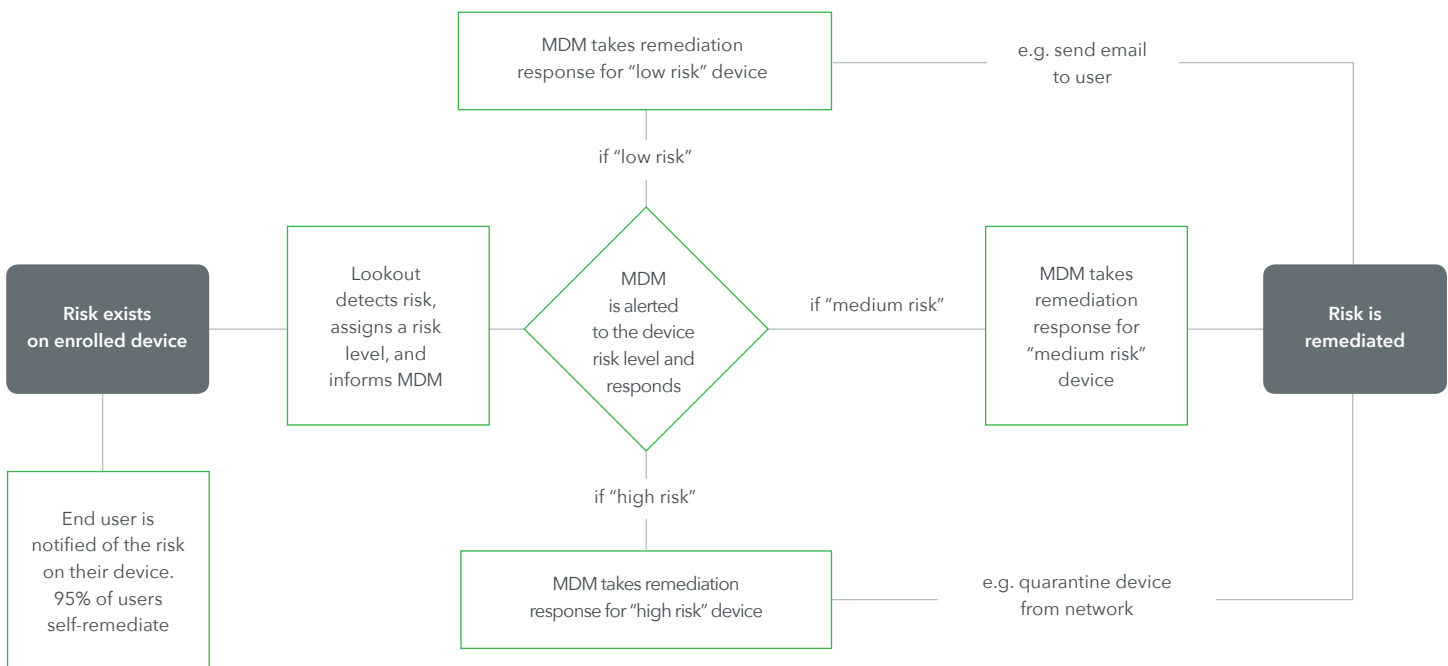 MDM takes remediation
response for “low risk” device
e.g. send email
to user
if “low risk”
Risk exists
on enrolled device
Lookout
detects risk,
assigns a risk
level, and
informs MDM
MDM
is alerted
to the device
risk level and
responds
if “medium risk”
MDM takes
remediation
response for
“medium risk”
device
Risk is
remediated
End user is
notified of the risk
on their device.
95% of users
self-remediate
if “high risk”
MDM takes remediation
response for “high risk” device
e.g. quarantine device
from network